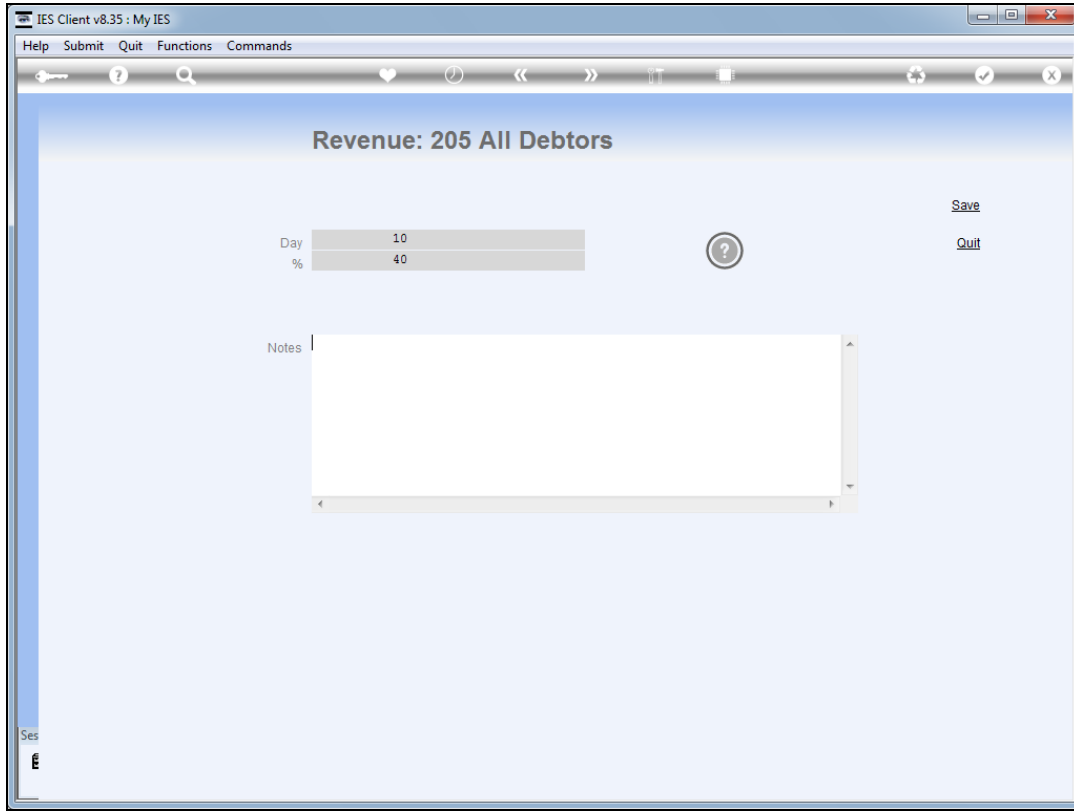 IES Client v8.35 : My IES
Help Submit Quit Functions Commands
Revenue: 205 All Debtors
Save
Day 10
Quit
% 40
Notes
Ses